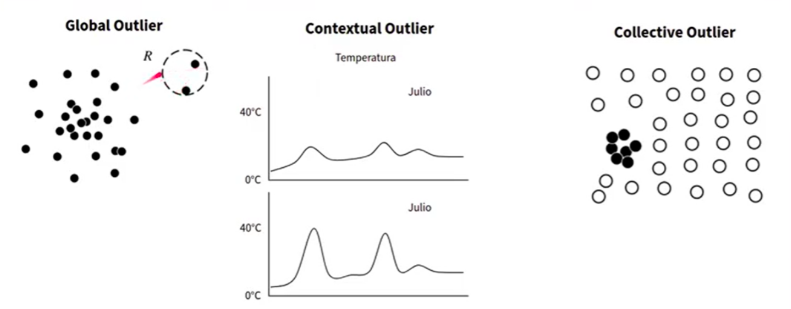 Global Outlier
R
Contextual Outlier
Temperatura
Julio
40°C
0°C
Julio
40°C
0°C
Collective Outlier